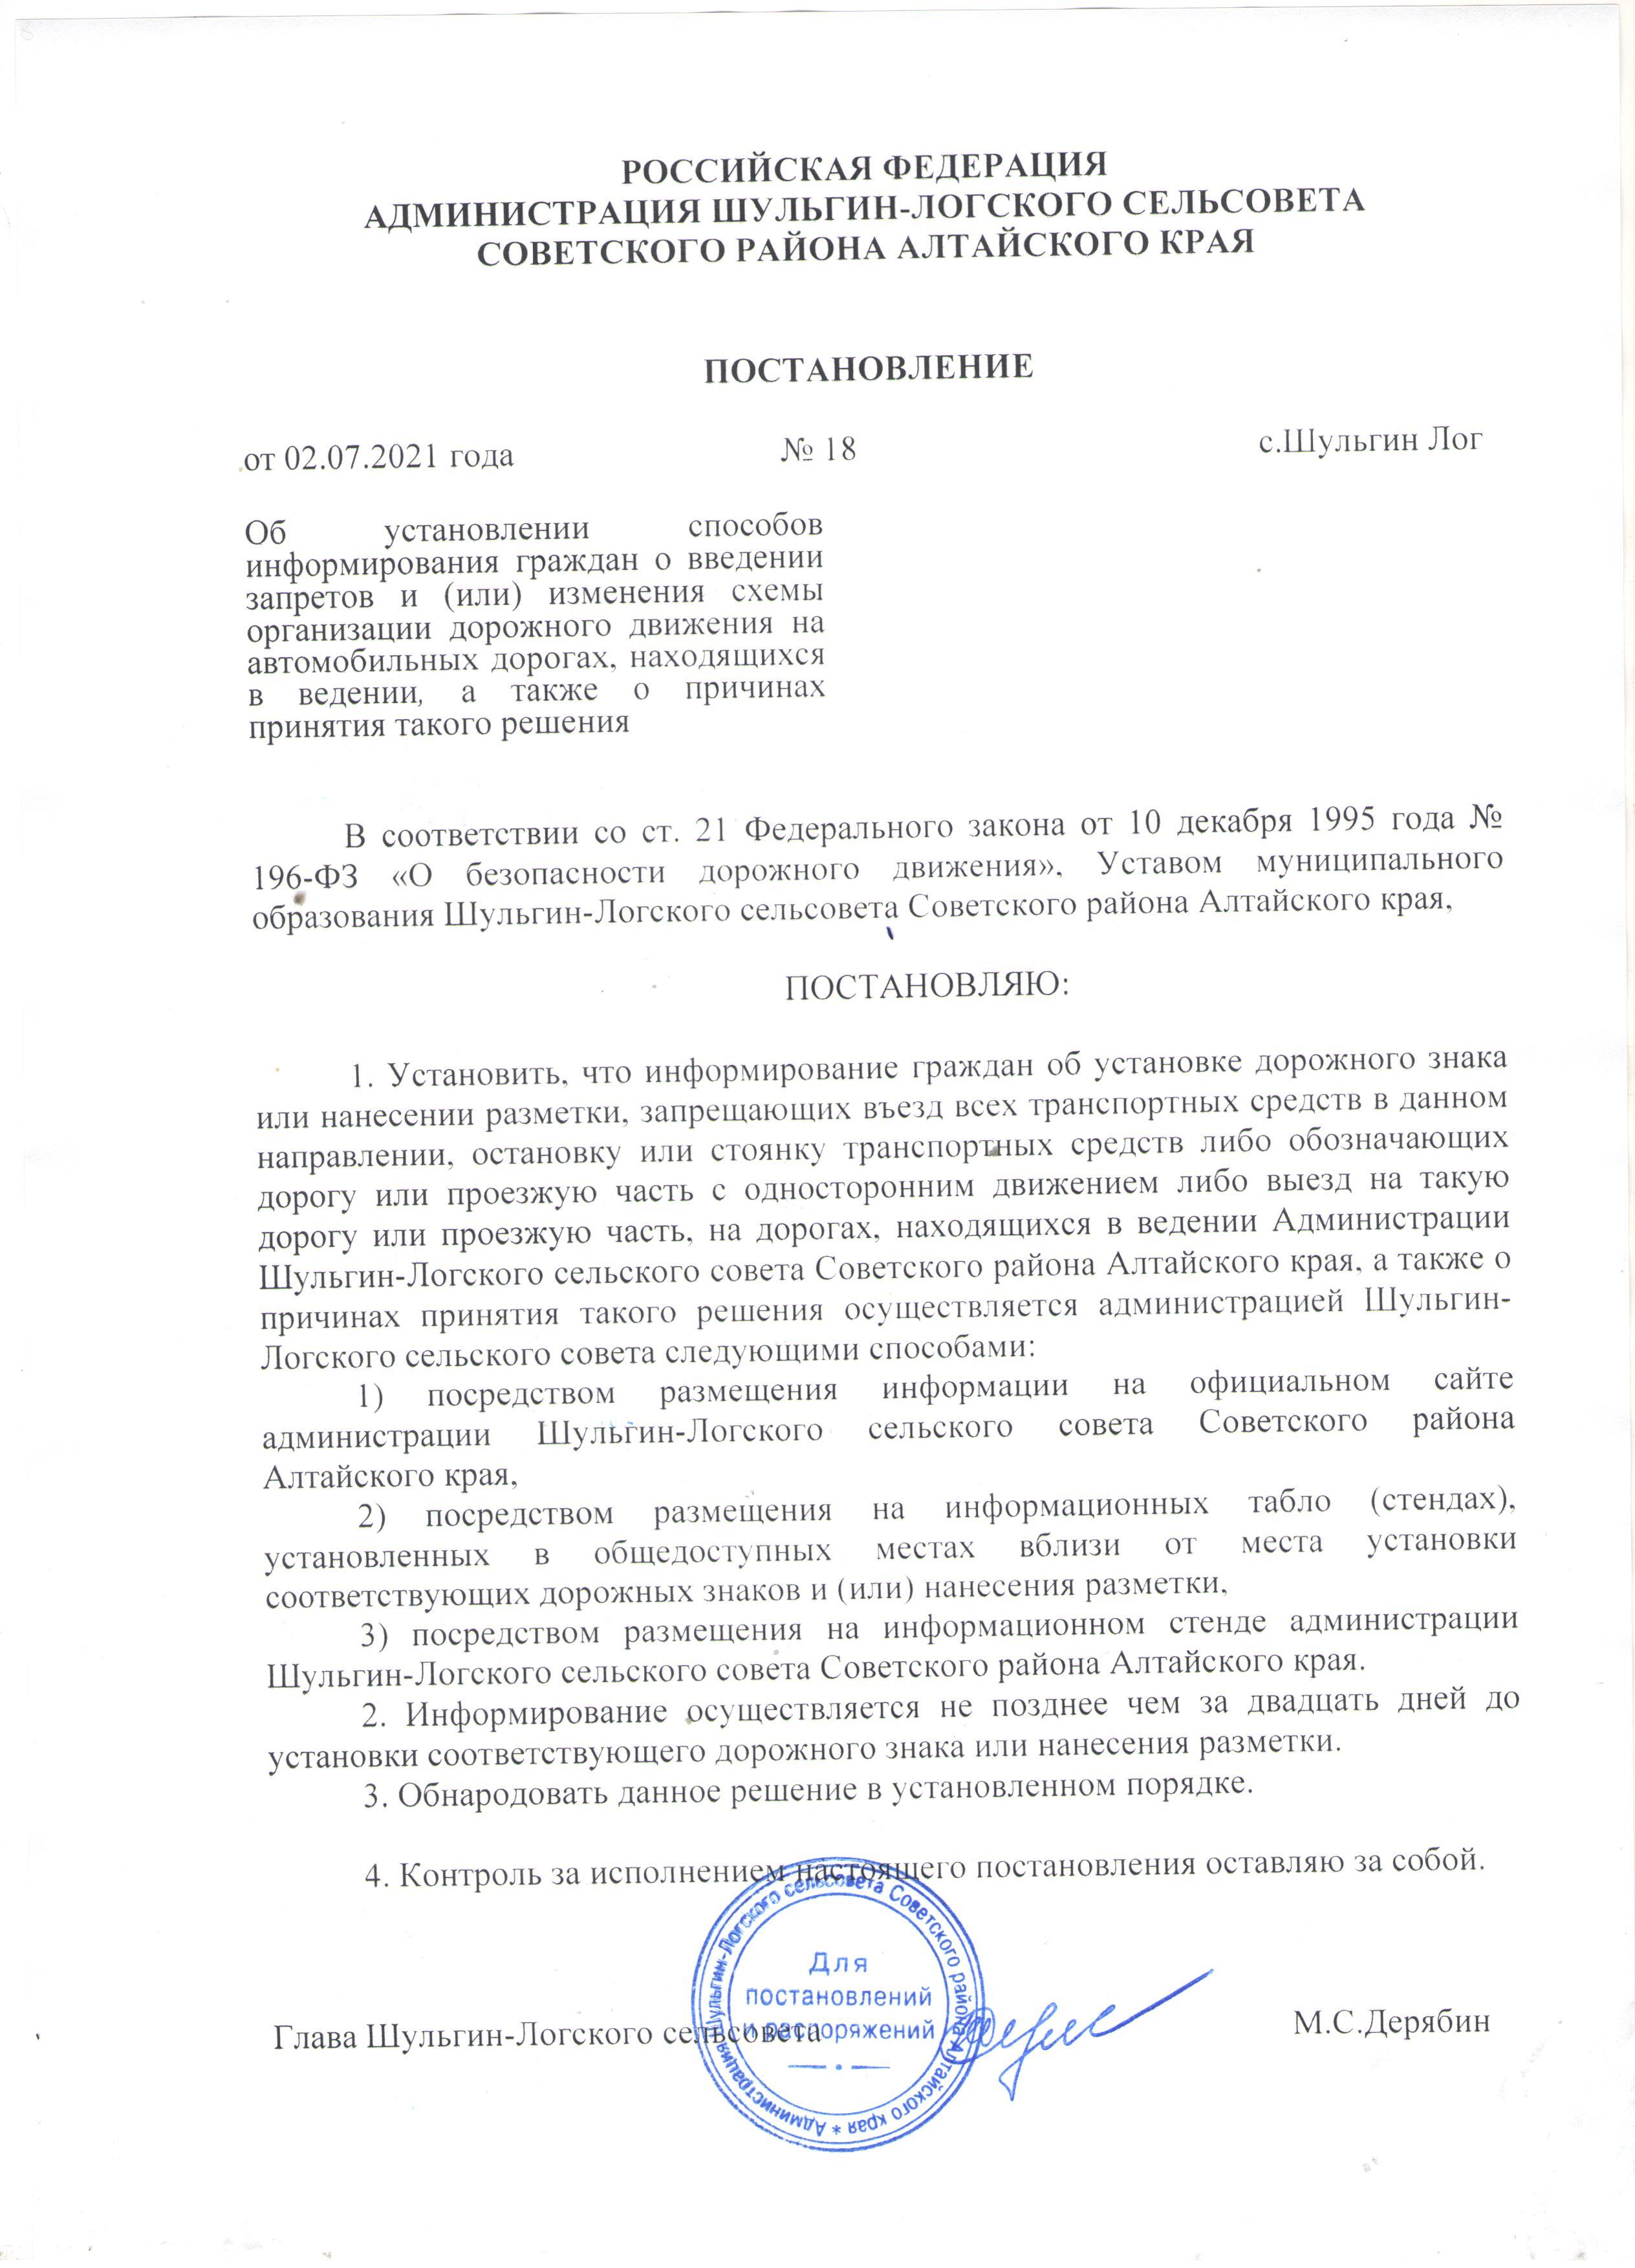 РОССИЙСКАЯ ФЕДЕРАЦИЯ
АДМИНИСТРАЦИЯ ШУЛЬГИН-ЛОГСКОГО СЕЛЬСОВЕТА
СОВЕТСКОГО РАЙОНА АЛТАЙСКОГО КРАЯ
ПОСТАНОВЛЕНИЕ
от 02.07.2021 года № 18 с.Шульгин Лог
Об установлении способов
информирования граждан о введении
запретов и (или) изменения схемы
организации дорожного движения на
автомобильных дорогах, находящихся
в ведении, а также о причинах
принятия такого решения
В соответствии со ст. 21 Федерального закона от 10 декабря 1995 года №
196-ФЗ «О безопасности дорожного движения», Уставом муниципального
образования Шульгин-Логского сельсовета Советского района Алтайского края,
ПОСТАНОВЛЯЮ:
1. Установить, что информирование граждан об установке дорожного знака
или нанесении разметки, запрещающих въезд всех транспортных средств в данном
направлении, остановку или стоянку транспортных средств либо обозначающих
дорогу или проезжую часть с односторонним движением либо выезд на такую
дорогу или проезжую часть, на дорогах, находящихся в ведении Администрации
Шульгин-Логского сельского совета Советского района Алтайского края, а также о
причинах принятия такого решения осуществляется администрацией Шульгин-
Логского сельского совета следующими способами:
1) посредством размещения информации на официальном сайте
администрации Шульгин-Логского сельского совета Советского района
Алтайского края,
2) посредством размещения на информационных табло (стендах),
установленных в общедоступных местах вблизи от места установки
соответствующих дорожных знаков и (или) нанесения разметки,
3) посредством размещения на информационном стенде администрации
Шульгин-Логского сельского совета Советского района Алтайского края.
2. Информирование осуществляется не позднее чем за двадцать дней до
установки соответствующего дорожного знака или нанесения разметки.
3. Обнародовать данное решение в установленном порядке.
4. Контроль за исполнением настоящего постановления оставляю за собой.
Глава Шульгин-Логского сельсовета М.С.Дерябин
Администрация Шульгин-Логского сельсовета Советского района Алтайского края *
Для
постановлений
и распоряжений